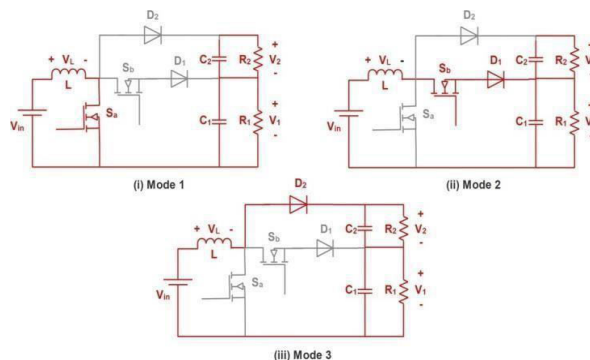 D2
+ VL -
L
Sb
D1
C2
R2
+
V2
-
Vin
Sa
C1
R1
+
V1
-
(i) Mode 1
D2
+ VL -
L
Sb
D1
C2
R2
+
-
Vin
Sa
C1
R1
+
-
(ii) Mode 2
D2
+ VL -
L
Sb
D1
C2
R2
+
V2
-
Vin
Sa
C1
R1
+
V1
-
(iii) Mode 3